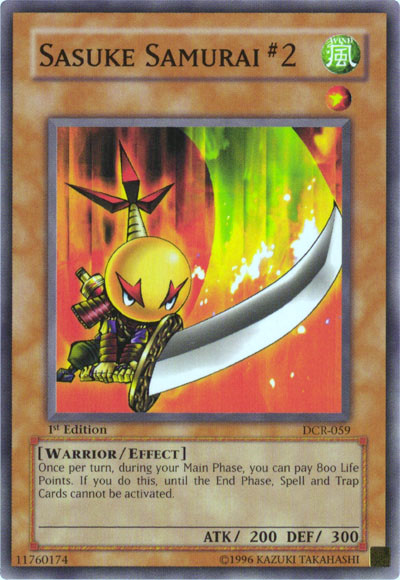 SASUKE SAMURAI #2
WIND
風
1st Edition
DCR-059
[WARRIOR/EFFECT]
Once per turn, during your Main Phase, you can pay 800 Life
Points. If you do this, until the End Phase, Spell and Trap
Cards cannot be activated.
ATK/ 200 DEF/ 300
11760174
©1996 KAZUKI TAKAHASHI